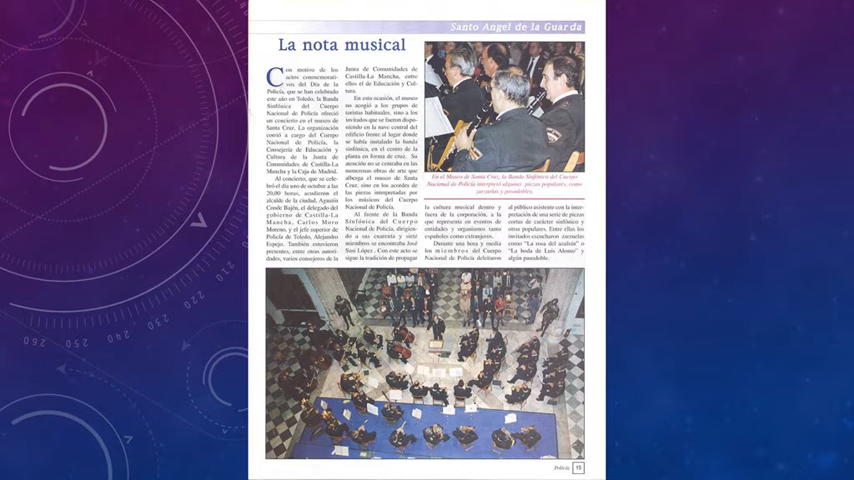 Santo Angel de la Guarda
La nota musical
Con motivo de los
actos conmemorati-
vos del Día de la
Policía, que se han celebrado
este año en Toledo, la Banda
Sinfónica del Cuerpo
Nacional de Policía ofreció
un concierto en el museo de
Santa Cruz. La organización
corrió a cargo del Cuerpo
Nacional de Policía, la
Consejería de Educación y
Cultura de la Junta de
Comunidades de Castilla-La
Mancha y la Caja de Madrid.
Al concierto, que se cele-
bró el día uno de octubre a las
20,00 horas, acudieron el
alcalde de la ciudad, Agustín
Conde Bajén, el delegado del
gobierno de Castilla-La
Mancha, Carlos Moro
Moreno, y el jefe superior de
Policía de Toledo, Alejandro
Espejo. También estuvieron
presentes, entre otras autori-
dades, varios consejeros de la
Junta de Comunidades de
Castilla-La Mancha, entre
ellos el de Educación y Cul-
tura.
En esta ocasión, el museo
no acogió a los grupos de
turistas habituales, sino a los
invitados que se fueron dispo-
niendo en la nave central del
edificio frente al lugar donde
se había instalado la banda
sinfónica, en el centro de la
planta en forma de cruz. Su
atención no se centraba en las
numerosas obras de arte que
alberga el museo de Santa
Cruz, sino en los acordes de
las piezas interpretadas por
los músicos del Cuerpo
Nacional de Policía.
Al frente de la Banda
Sinfónica del Cuerpo
Nacional de Policía, dirigien-
do a sus cuarenta y siete
miembros se encontraba José
Susi López. Con este acto se
sigue la tradición de propagar
En el Museo de Santa Cruz, la Banda Sinfónica del Cuerpo
Nacional de Policía interpretó algunas piezas populares, como
zarzuelas y pasodobles.
la cultura musical dentro y
fuera de la corporación, a la
que representa en eventos de
entidades y organismos tanto
españoles como extranjeros.
Durante una hora y media
los miembros del Cuerpo
Nacional de Policía deleitaron
al público asistente con la inter-
pretación de una serie de piezas
cortas de carácter sinfónico y
otras populares. Entre ellas los
invitados escucharon zarzuelas
como "La rosa del azafrán" o
"La boda de Luis Alonso" y
algún pasodoble.
Policía 15
260